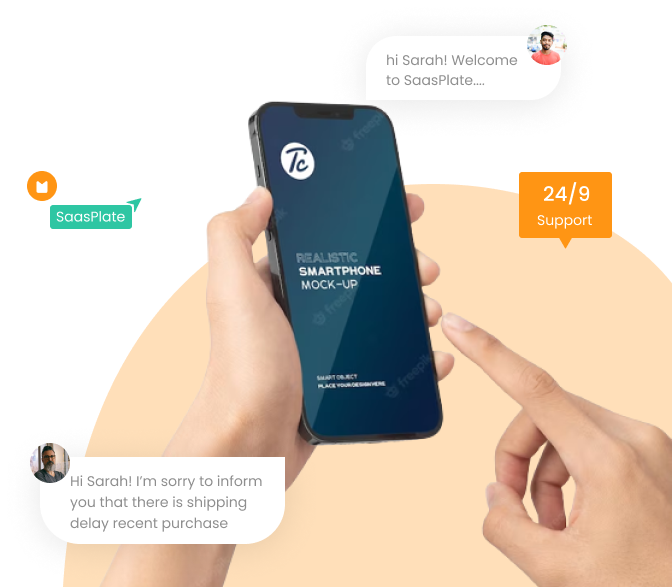 hi Sarah! Welcome
to SaasPlate....
Tc
24/9
Support
SaasPlate
REALISTIC
SMARTPHONE
MOCK-UP
SMART OBJECT
PLACE YOUR DESIGN HERE
Hi Sarah! I’m sorry to inform
you that there is shipping
delay recent purchase